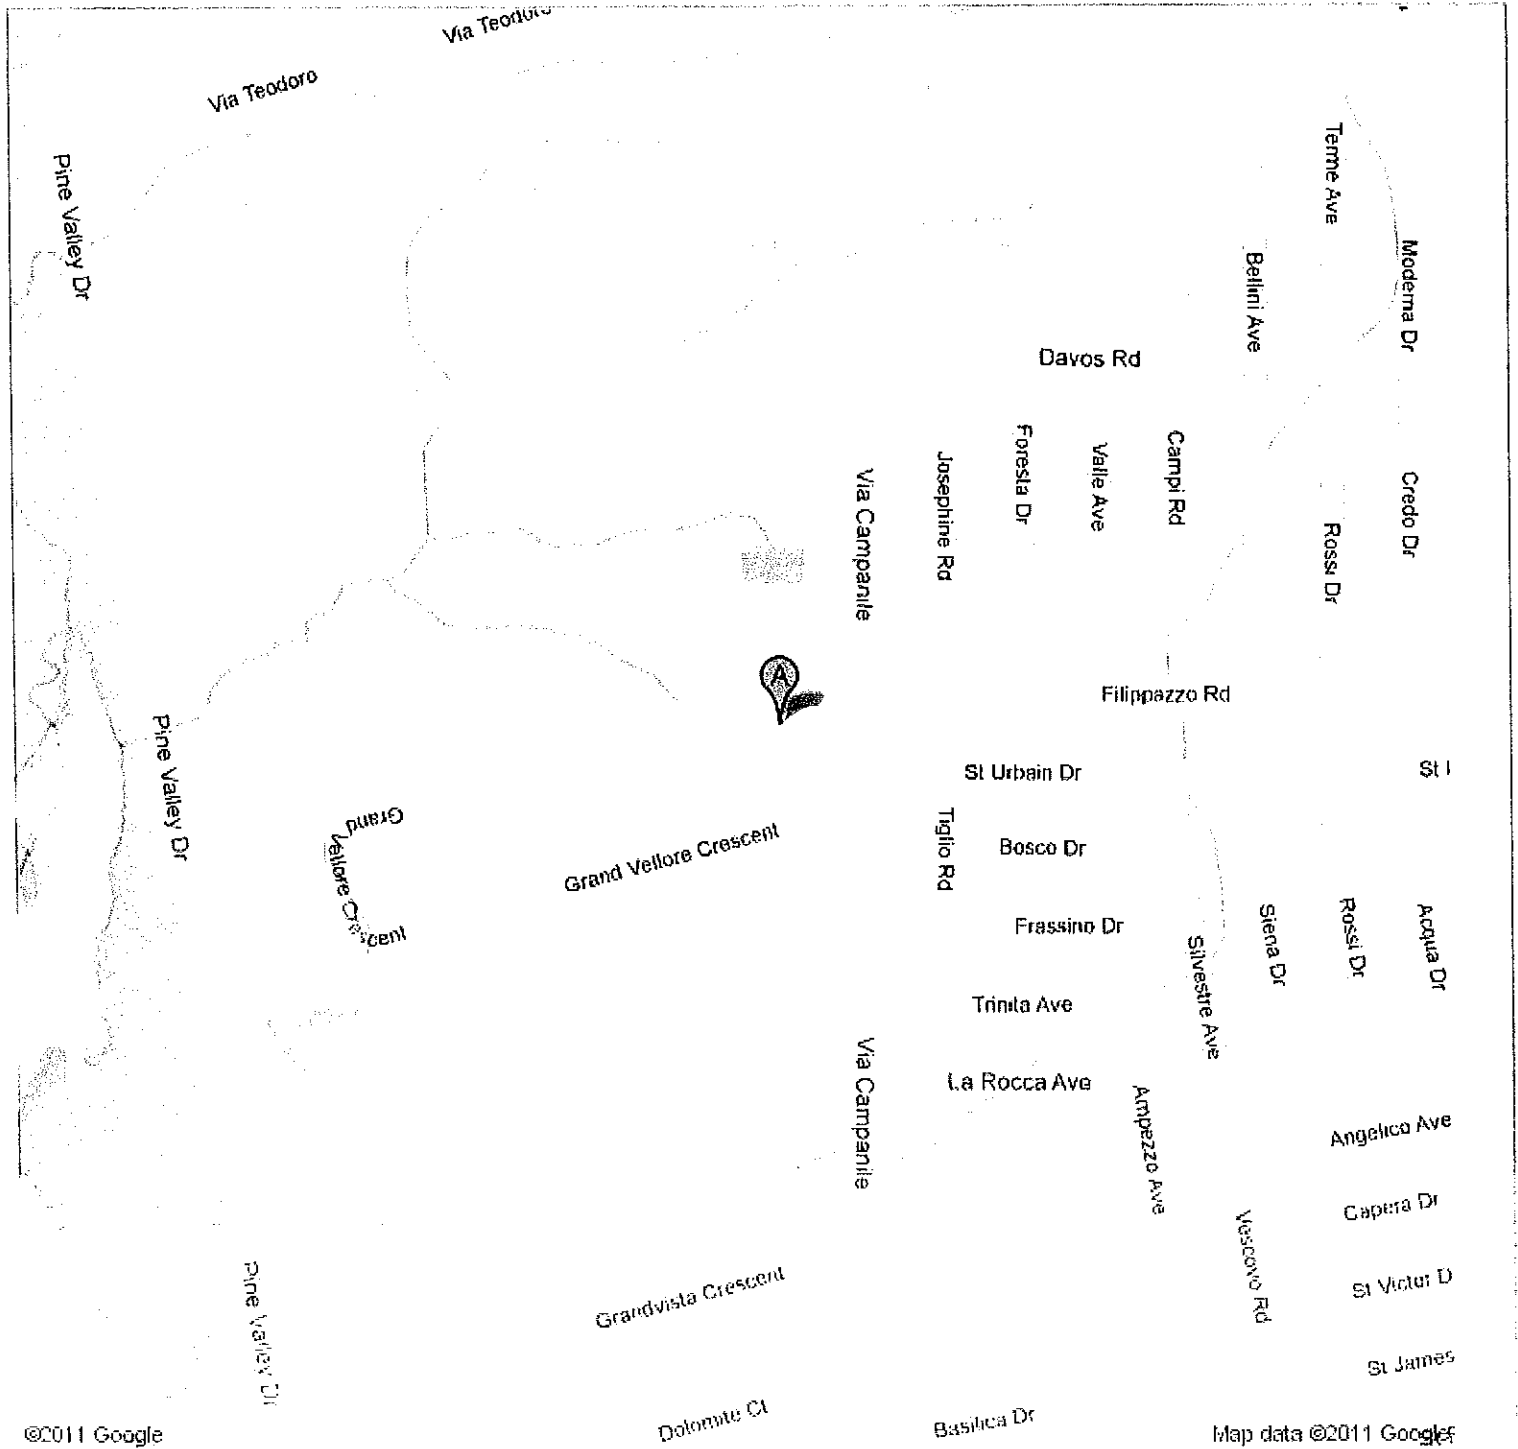 Via Teodoro
Via Teodoro
Pine Valley Dr
Terme Ave
Moderna Dr
Bellini Ave
Davos Rd
Foresta Dr
Valle Ave
Campi Rd
Josephine Rd
Via Campanile
Credo Dr
Rossi Dr
A
Filippazzo Rd
Pine Valley Dr
St Urbain Dr
St
Grand Vellore Crescent
Tiglio Rd
Bosco Dr
Grand Vellore Crescent
Frassino Dr
Silvestre Ave
Siena Dr
Rossi Dr
Acqua Dr
Trinita Ave
Via Campanile
La Rocca Ave
Ampezzo Ave
Angelico Ave
Capera Dr
Vescovo Rd
Pine Valley Dr
Grandvista Crescent
St Victor D
St James
Dolomite Ct
Basilica Dr
©2011 Google
Map data ©2011 Google